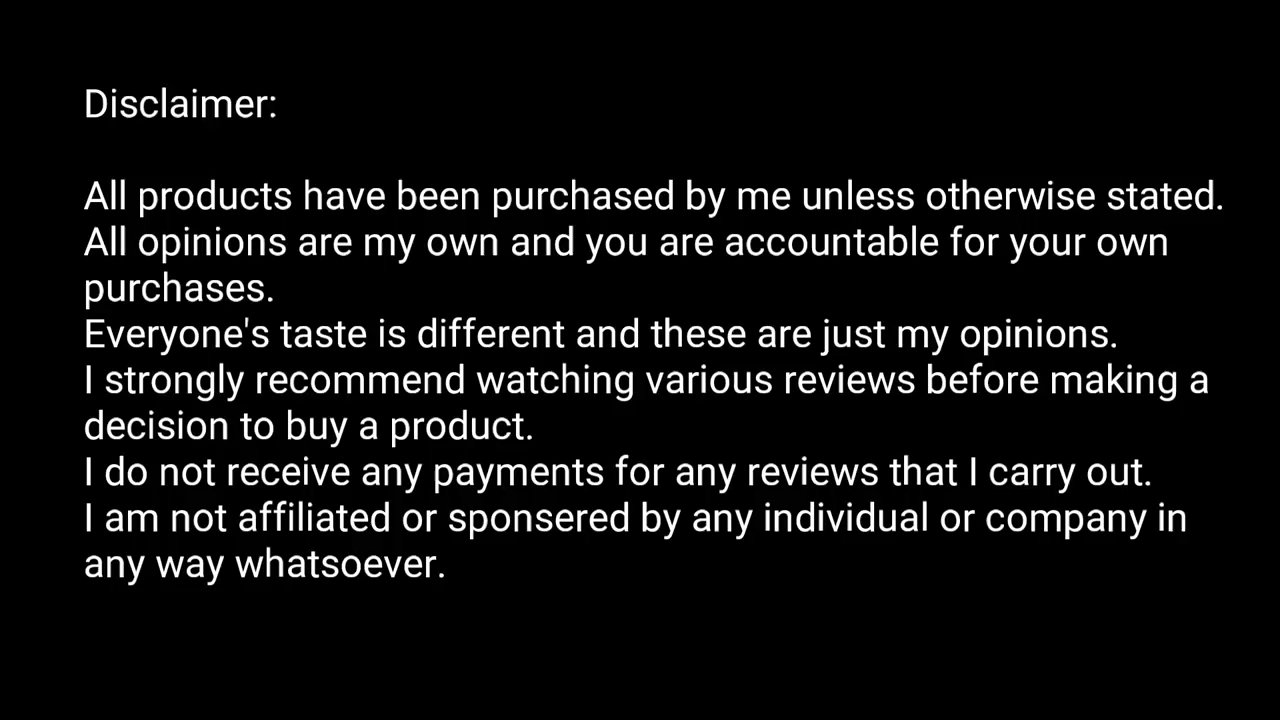 Disclaimer:
All products have been purchased by me unless otherwise stated.
All opinions are my own and you are accountable for your own
purchases.
Everyone's taste is different and these are just my opinions.
I strongly recommend watching various reviews before making a
decision to buy a product.
I do not receive any payments for any reviews that I carry out.
I am not affiliated or sponsered by any individual or company in
any way whatsoever.